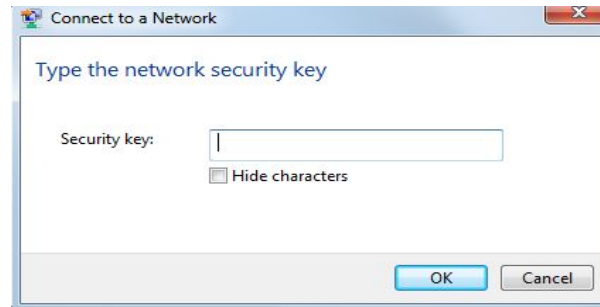 Connect to a Network
Type the network security key
Security key:
Hide characters
OK Cancel